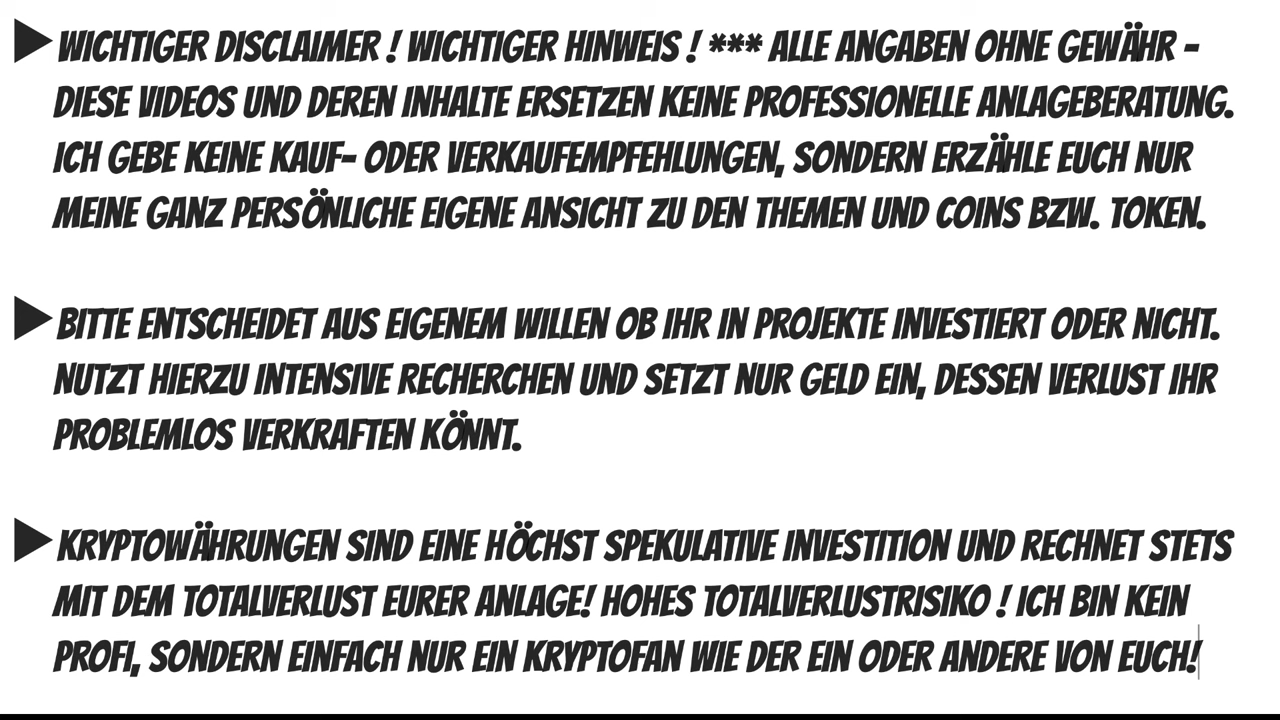 ▶ WICHTIGER DISCLAIMER ! WICHTIGER HINWEIS ! *** ALLE ANGABEN OHNE GEWÄHR -
DIESE VIDEOS UND DEREN INHALTE ERSETZEN KEINE PROFESSIONELLE ANLAGEBERATUNG.
ICH GEBE KEINE KAUF- ODER VERKAUFEMPFEHLUNGEN, SONDERN ERZÄHLE EUCH NUR
MEINE GANZ PERSÖNLICHE EIGENE ANSICHT ZU DEN THEMEN UND COINS BZW. TOKEN.
▶ BITTE ENTSCHEIDET AUS EIGENEM WILLEN OB IHR IN PROJEKTE INVESTIERT ODER NICHT.
NUTZT HIERZU INTENSIVE RECHERCHEN UND SETZT NUR GELD EIN, DESSEN VERLUST IHR
PROBLEMLOS VERKRAFTEN KÖNNT.
▶ KRYPTOWÄHRUNGEN SIND EINE HÖCHST SPEKULATIVE INVESTITION UND RECHNET STETS
MIT DEM TOTALVERLUST EURER ANLAGE! HOHES TOTALVERLUSTRISIKO ! ICH BIN KEIN
PROFI, SONDERN EINFACH NUR EIN KRYPTOFAN WIE DER EIN ODER ANDERE VON EUCH!